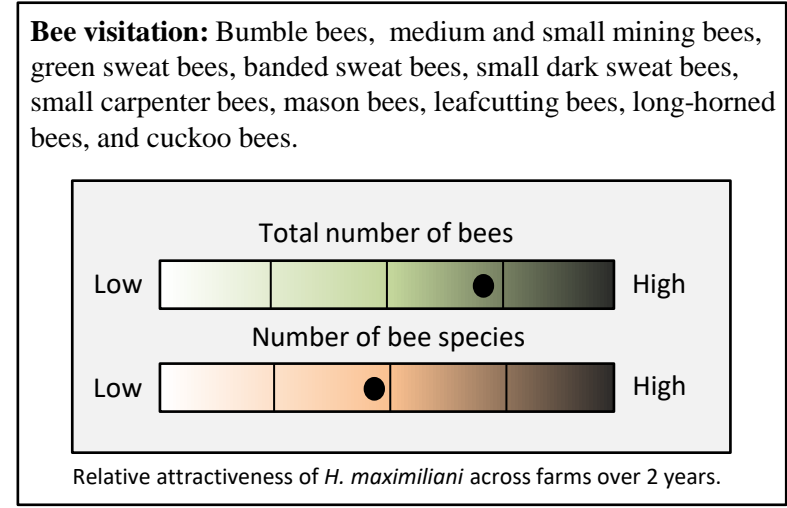 Bee visitation: Bumble bees, medium and small mining bees,
green sweat bees, banded sweat bees, small dark sweat bees,
small carpenter bees, mason bees, leafcutting bees, long-horned
bees, and cuckoo bees.
Total number of bees
Low High
Number of bee species
Low High
Relative attractiveness of H. maximiliani across farms over 2 years.